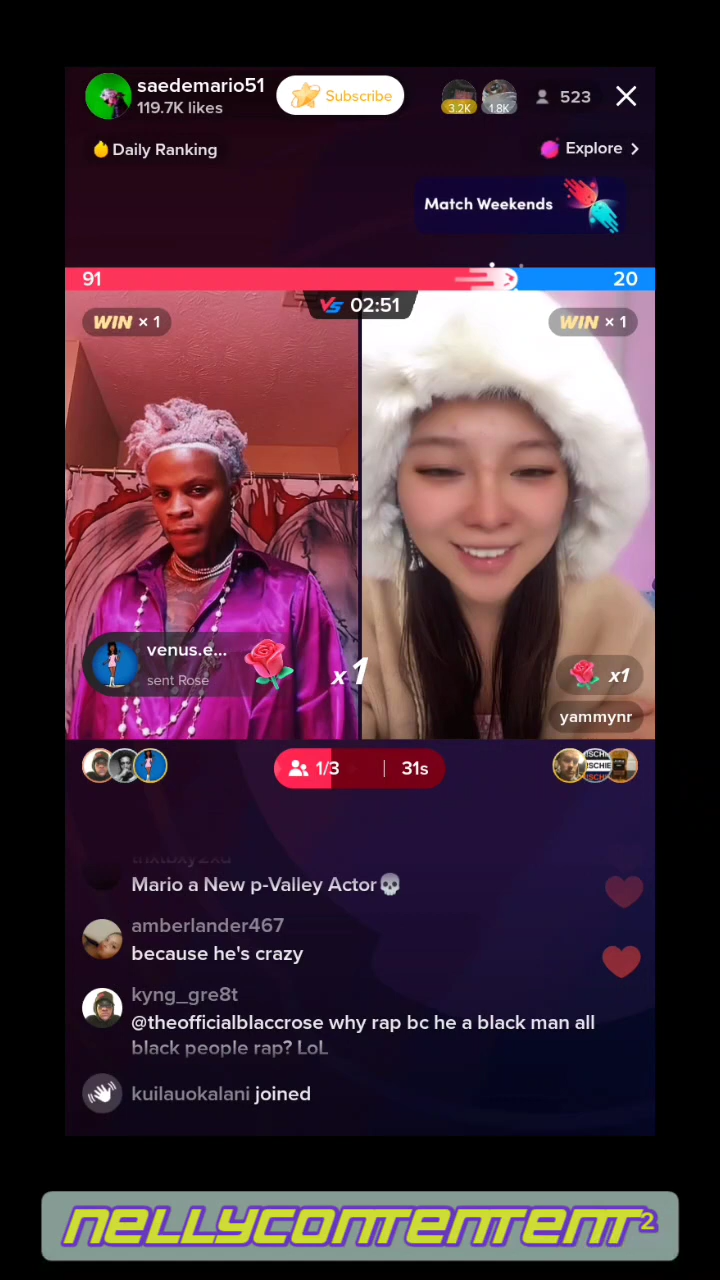 saedemario51
Subscribe
119.7K likes
3.2K
1.8K
523
Daily Ranking
Explore
Match Weekends
91
20
VS 02:51
WIN × 1
WIN × 1
venus.e...
sent Rose
x1
x1
yammynr
1/3
31s
Mario a New p-Valley Actor💀
amberlander467
because he's crazy
kyng_gre8t
@theofficialblaccrose why rap bc he a black man all
black people rap? LoL
kuilauokalani joined
NELLYCONTENTENT²